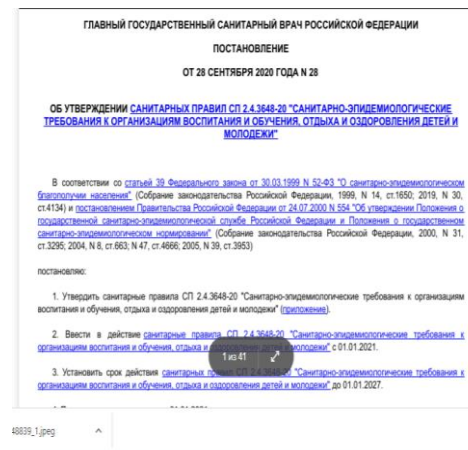 ГЛАВНЫЙ ГОСУДАРСТВЕННЫЙ САНИТАРНЫЙ ВРАЧ РОССИЙСКОЙ ФЕДЕРАЦИИ
ПОСТАНОВЛЕНИЕ
ОТ 28 СЕНТЯБРЯ 2020 ГОДА N 28
ОБ УТВЕРЖДЕНИИ САНИТАРНЫХ ПРАВИЛ СП 2.4.3648-20 "САНИТАРНО-ЭПИДЕМИОЛОГИЧЕСКИЕ
ТРЕБОВАНИЯ К ОРГАНИЗАЦИЯМ ВОСПИТАНИЯ И ОБУЧЕНИЯ, ОТДЫХА И ОЗДОРОВЛЕНИЯ ДЕТЕЙ И
МОЛОДЕЖИ"
В соответствии со статьей 39 Федерального закона от 30.03.1999 N 52-ФЗ "О санитарно-эпидемиологическом
благополучии населения" (Собрание законодательства Российской Федерации, 1999, N 14, ст.1650; 2019, N 30,
ст.4134) и постановлением Правительства Российской Федерации от 24.07.2000 N 554 "Об утверждении Положения о
государственной санитарно-эпидемиологической службе Российской Федерации и Положения о государственном
санитарно-эпидемиологическом нормировании" (Собрание законодательства Российской Федерации, 2000, N 31,
ст.3295; 2004, N 8, ст.663; N 47, ст.4666; 2005, N 39, ст.3953)
постановляю:
1. Утвердить санитарные правила СП 2.4.3648-20 "Санитарно-эпидемиологические требования к организациям
воспитания и обучения, отдыха и оздоровления детей и молодежи" (приложение).
2. Ввести в действие санитарные правила СП 2.4.3648-20 "Санитарно-эпидемиологические требования к
организациям воспитания и обучения, отдыха и оздоровления детей и молодежи" с 01.01.2021.
1 из 41
3. Установить срок действия санитарных правил СП 2.4.3648-20 "Санитарно-эпидемиологические требования к
организациям воспитания и обучения, отдыха и оздоровления детей и молодежи" до 01.01.2027.
48839_1.jpeg